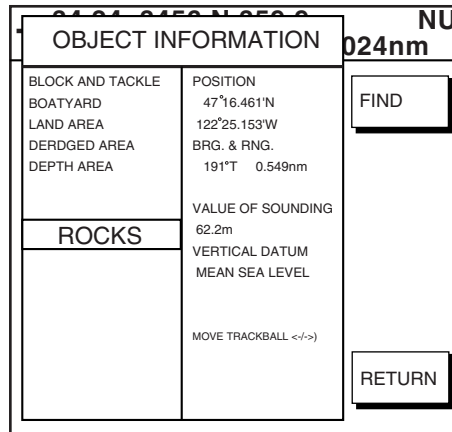 NU
024nm
OBJECT INFORMATION
BLOCK AND TACKLE
BOATYARD
LAND AREA
DERDGED AREA
DEPTH AREA
ROCKS
POSITION
47°16.461'N
122°25.153'W
BRG. & RNG.
191°T 0.549nm
VALUE OF SOUNDING
62.2m
VERTICAL DATUM
MEAN SEA LEVEL
MOVE TRACKBALL <-/->)
FIND
RETURN